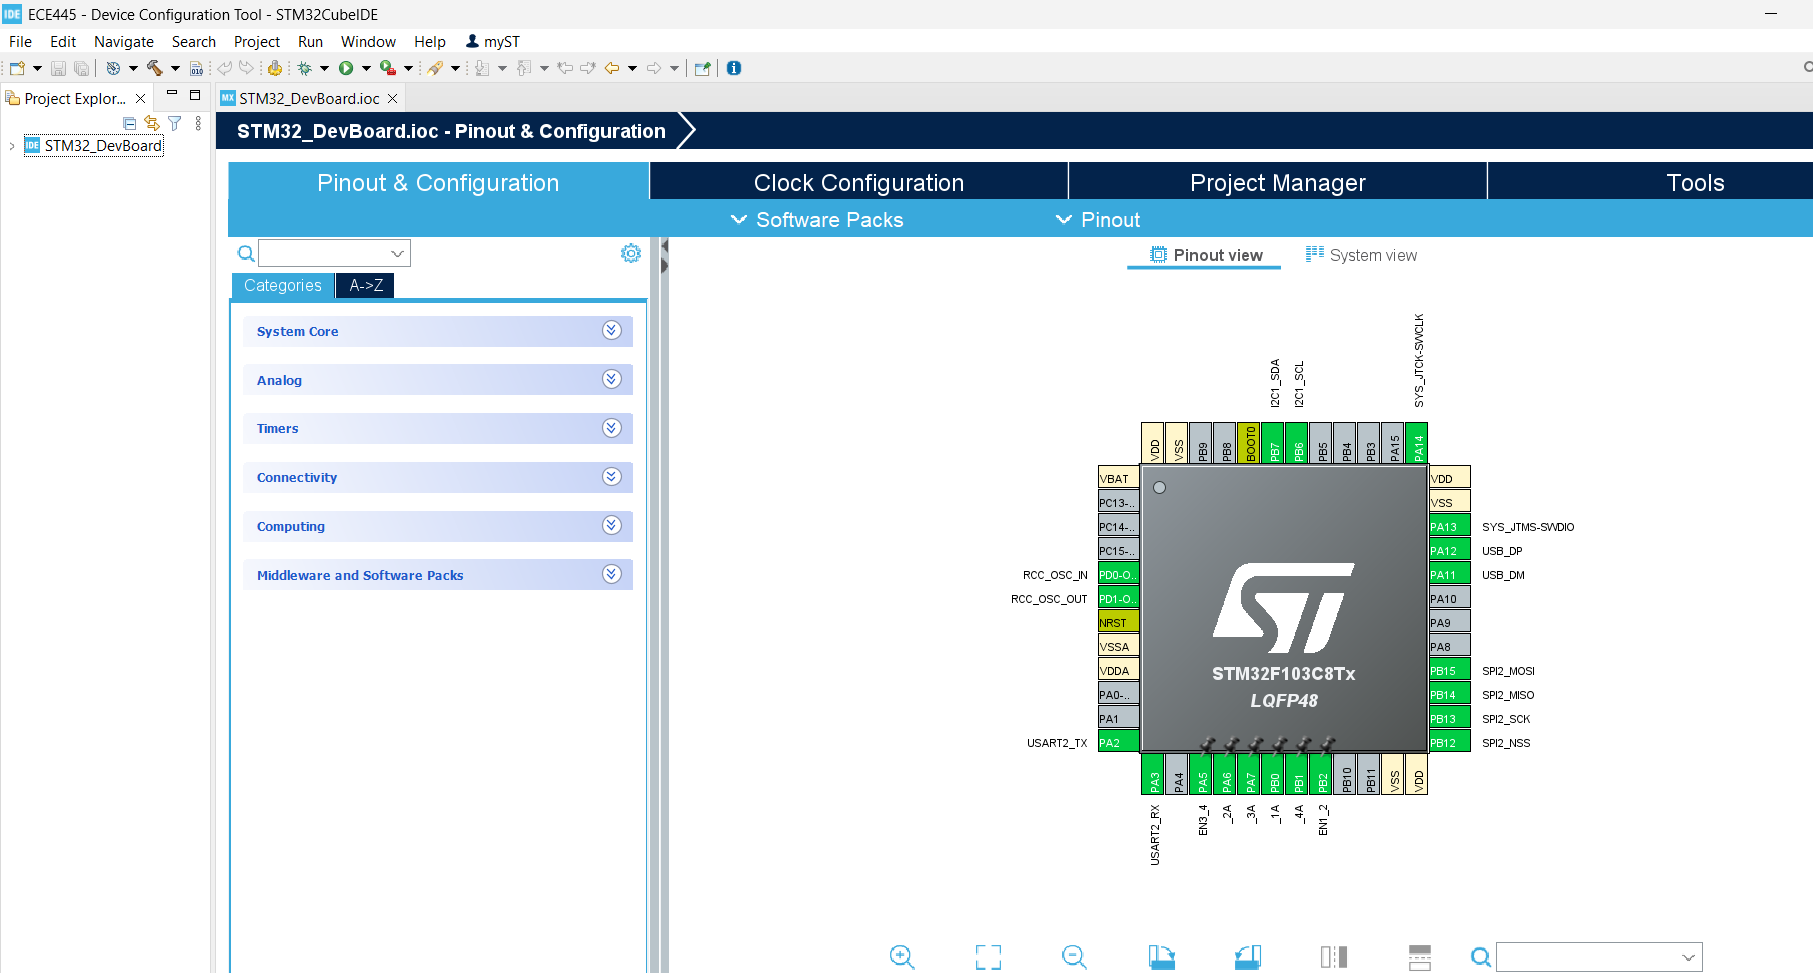 IDE ECE445 - Device Configuration Tool - STM32CubeIDE
File Edit Navigate Search Project Run Window Help myST
010
Project Explor...
MX STM32_DevBoard.ioc
IDE STM32_DevBoard
STM32_DevBoard.ioc - Pinout & Configuration
Pinout & Configuration
Clock Configuration
Project Manager
Tools
Software Packs
Pinout
Pinout view
System view
Categories
A->Z
System Core
Analog
Timers
Connectivity
Computing
Middleware and Software Packs
I2C1_SDA
I2C1_SCL
SYS_JTCK-SWCLK
VDD
VSS
PB9
PB8
BOOT0
PB7
PB6
PB5
PB4
PB3
PA15
PA14
VBAT
PC13-..
PC14-..
PC15-..
RCC_OSC_IN PD0-O..
RCC_OSC_OUT PD1-O..
NRST
VSSA
VDDA
PA0-..
PA1
USART2_TX PA2
STM32F103C8Tx
LQFP48
VDD
VSS
PA13 SYS_JTMS-SWDIO
PA12 USB_DP
PA11 USB_DM
PA10
PA9
PA8
PB15 SPI2_MOSI
PB14 SPI2_MISO
PB13 SPI2_SCK
PB12 SPI2_NSS
PA3
PA4
PA5
PA6
PA7
PB0
PB1
PB2
PB10
PB11
VSS
VDD
USART2_RX
EN3_4
_2A
_3A
_1A
_4A
EN1_2